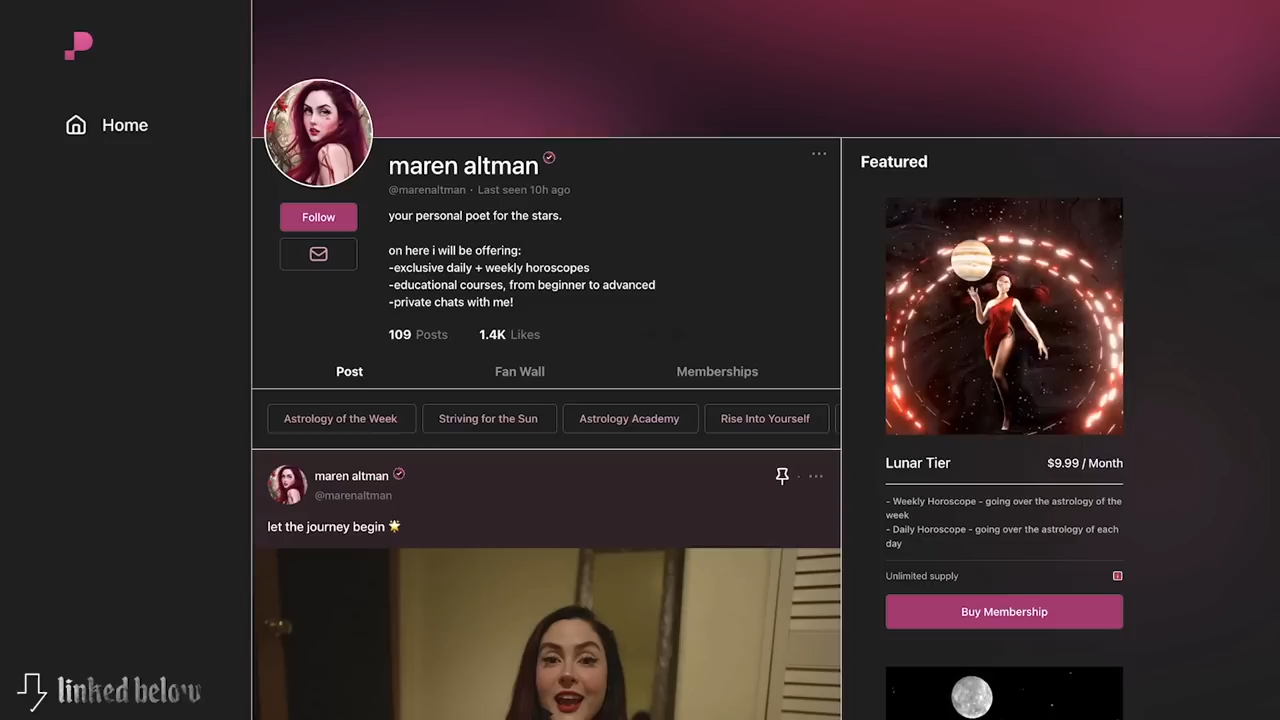 Home
maren altman
@marenaltman · Last seen 10h ago
Follow
your personal poet for the stars.
on here i will be offering:
-exclusive daily + weekly horoscopes
-educational courses, from beginner to advanced
-private chats with me!
109 Posts 1.4K Likes
Post Fan Wall Memberships
Astrology of the Week Striving for the Sun Astrology Academy Rise Into Yourself
maren altman
@marenaltman
let the journey begin 🌟
Featured
Lunar Tier $9.99 / Month
- Weekly Horoscope - going over the astrology of the
week
- Daily Horoscope - going over the astrology of each
day
Unlimited supply
Buy Membership
linked below